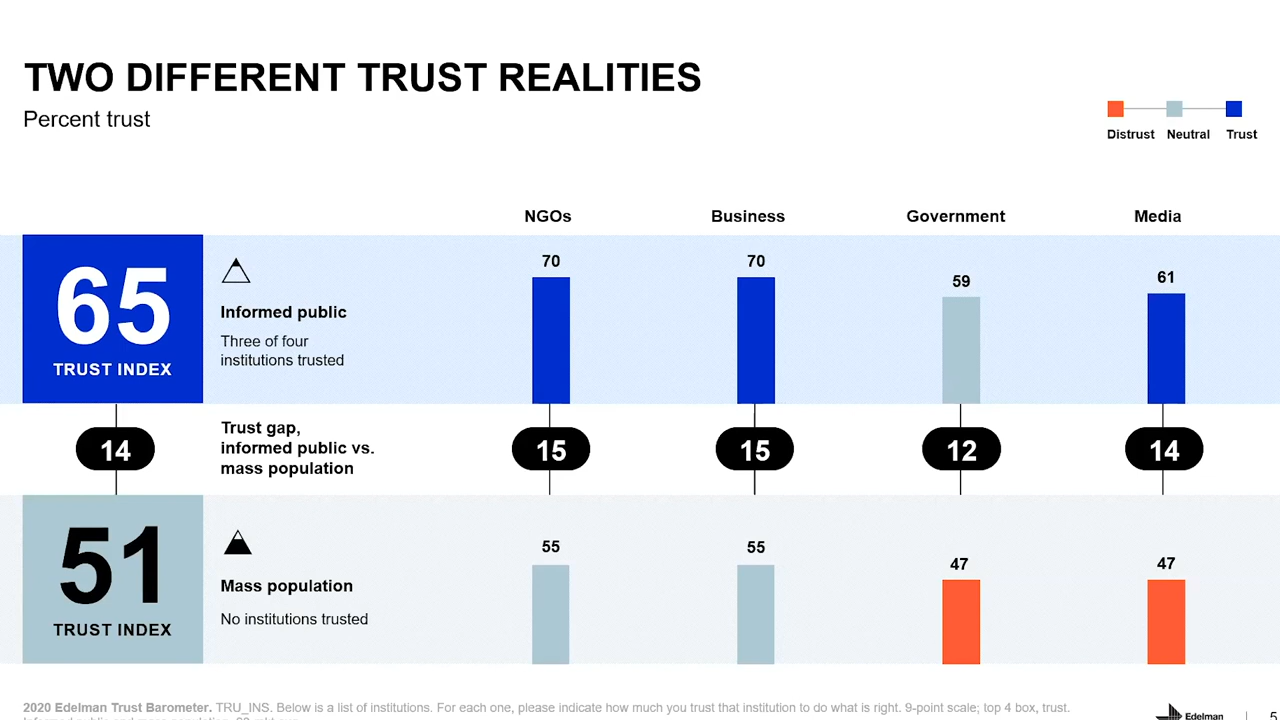 TWO DIFFERENT TRUST REALITIES
Percent trust
Distrust Neutral Trust
NGOs Business Government Media
65
TRUST INDEX
Informed public
Three of four
institutions trusted
70 70 59 61
14
Trust gap,
informed public vs.
mass population
15 15 12 14
51
TRUST INDEX
Mass population
No institutions trusted
55 55 47 47
2020 Edelman Trust Barometer. TRU_INS. Below is a list of institutions. For each one, please indicate how much you trust that institution to do what is right. 9-point scale; top 4 box, trust.
Edelman